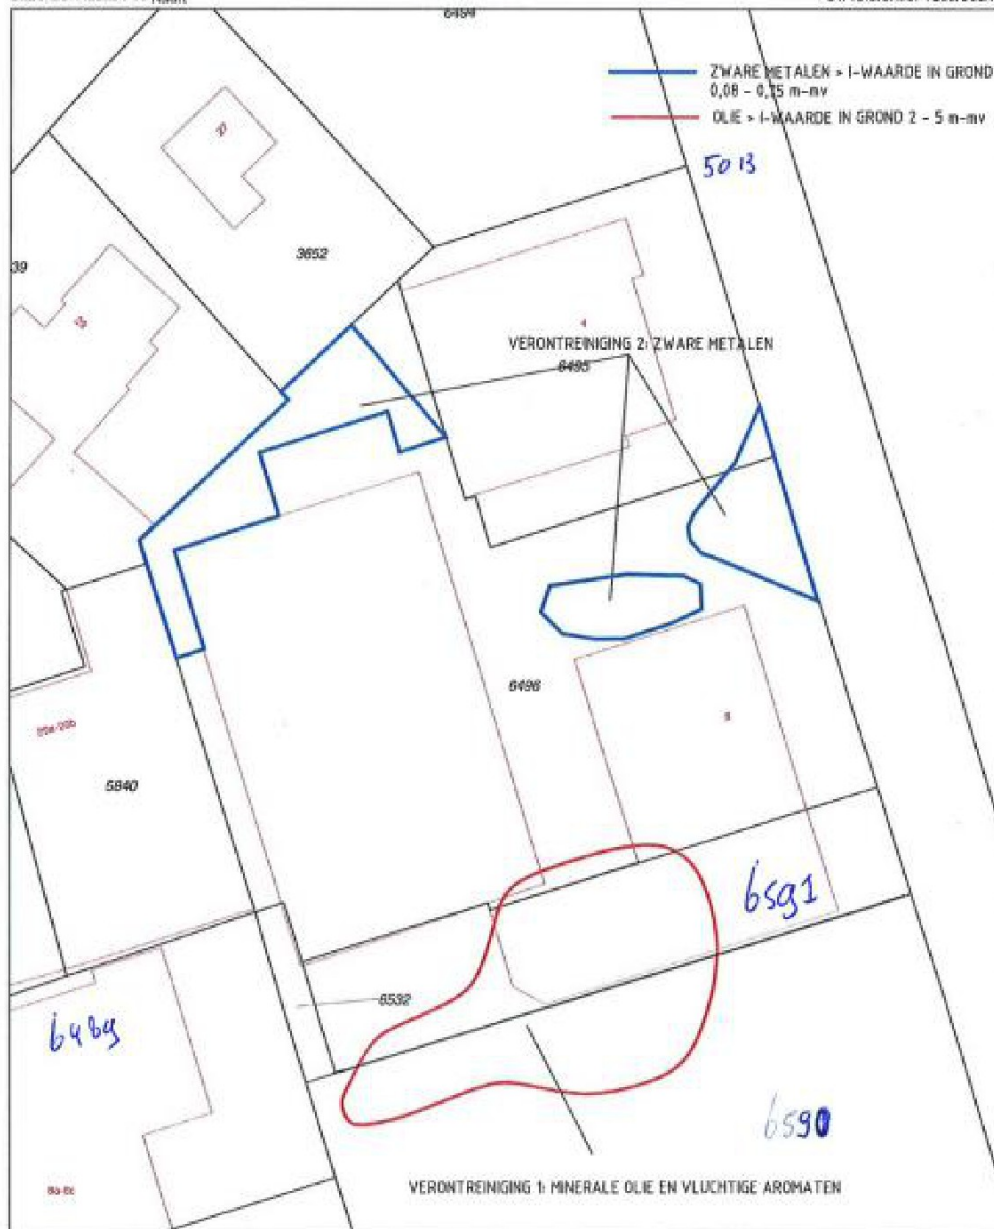 6494
ZWARE METALEN > I-WAARDE IN GROND
0,08 - 0,75 m-mv
OLIE > I-WAARDE IN GROND 2 - 5 m-mv
5013
3652
39
4
VERONTREINIGING 2: ZWARE METALEN
6495
6496
8
5840
6591
6532
6489
6590
VERONTREINIGING 1: MINERALE OLIE EN VLUCHTIGE AROMATEN